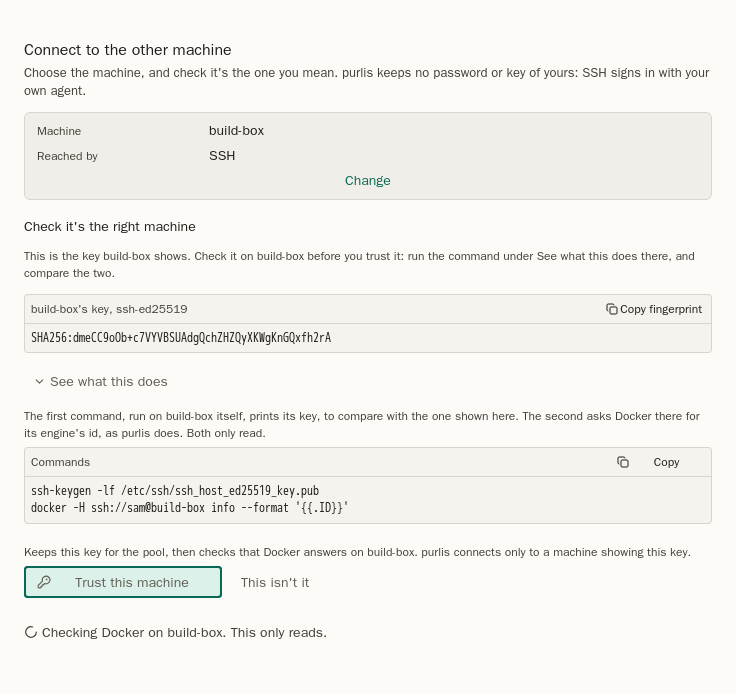 Connect to the other machine
Choose the machine, and check it's the one you mean. purlis keeps no password or key of yours: SSH signs in with your
own agent.
Machine build-box
Reached by SSH
Change
Check it's the right machine
This is the key build-box shows. Check it on build-box before you trust it: run the command under See what this does there, and
compare the two.
build-box's key, ssh-ed25519 Copy fingerprint
SHA256:dmeCC9oOb+c7VYVBSUAdgQchZHZQyXKWgKnGQxfh2rA
See what this does
The first command, run on build-box itself, prints its key, to compare with the one shown here. The second asks Docker there for
its engine's id, as purlis does. Both only read.
Commands Copy
ssh-keygen -lf /etc/ssh/ssh_host_ed25519_key.pub
docker -H ssh://sam@build-box info --format '{{.ID}}'
Keeps this key for the pool, then checks that Docker answers on build-box. purlis connects only to a machine showing this key.
Trust this machine This isn't it
Checking Docker on build-box. This only reads.